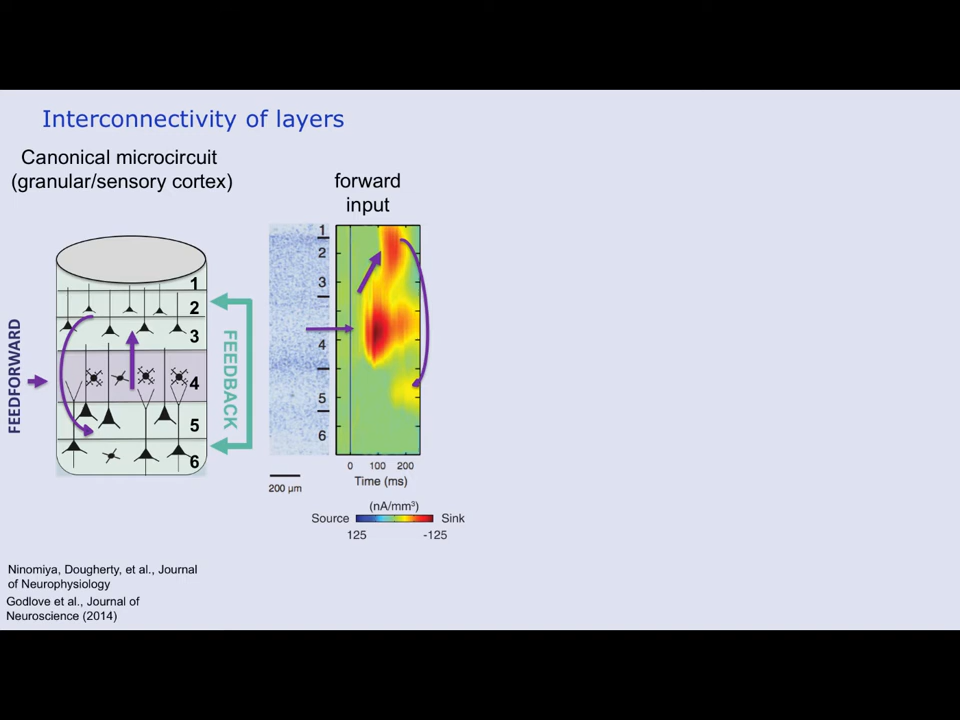 Interconnectivity of layers
Canonical microcircuit
(granular/sensory cortex)
FEEDFORWARD
1
2
3
4
5
6
FEEDBACK
forward
input
1
2
3
4
5
6
0 100 200
Time (ms)
200 μm
(nA/mm³)
Source Sink
125 -125
Ninomiya, Dougherty, et al., Journal
of Neurophysiology
Godlove et al., Journal of
Neuroscience (2014)